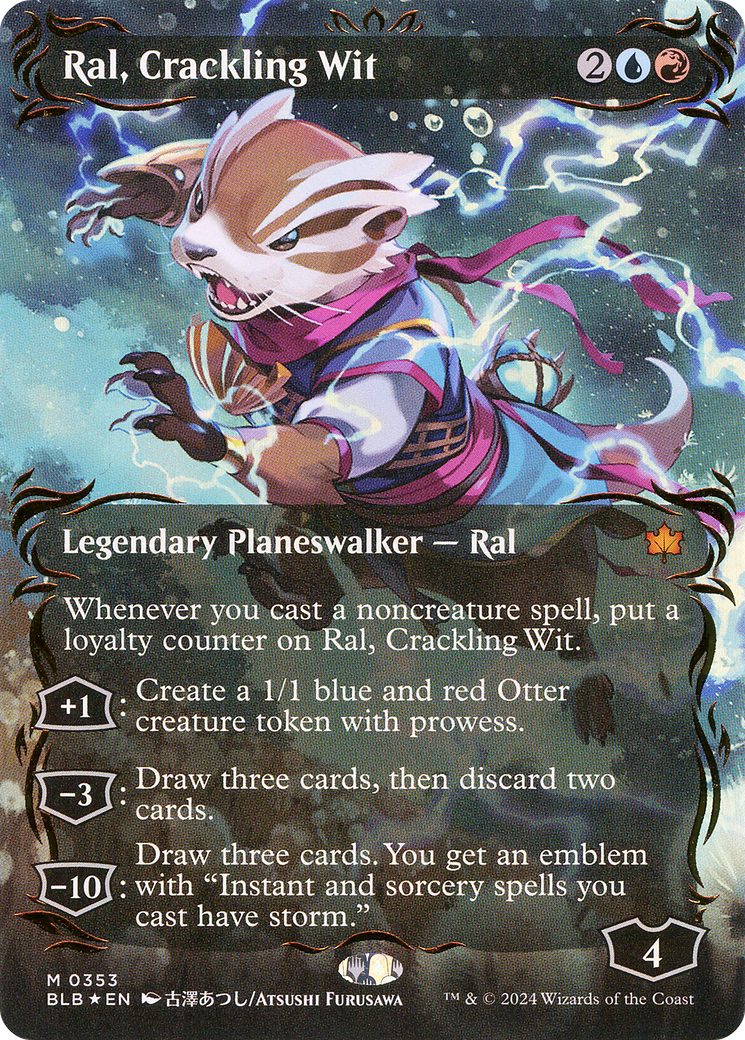 Ral, Crackling Wit 2
Legendary Planeswalker — Ral
Whenever you cast a noncreature spell, put a
loyalty counter on Ral, Crackling Wit.
+1: Create a 1/1 blue and red Otter
creature token with prowess.
−3: Draw three cards, then discard two
cards.
Draw three cards. You get an emblem
−10: with “Instant and sorcery spells you
cast have storm.”
4
M 0353
BLB ★ EN 古澤あつし/Atsushi Furusawa ™ & © 2024 Wizards of the Coast